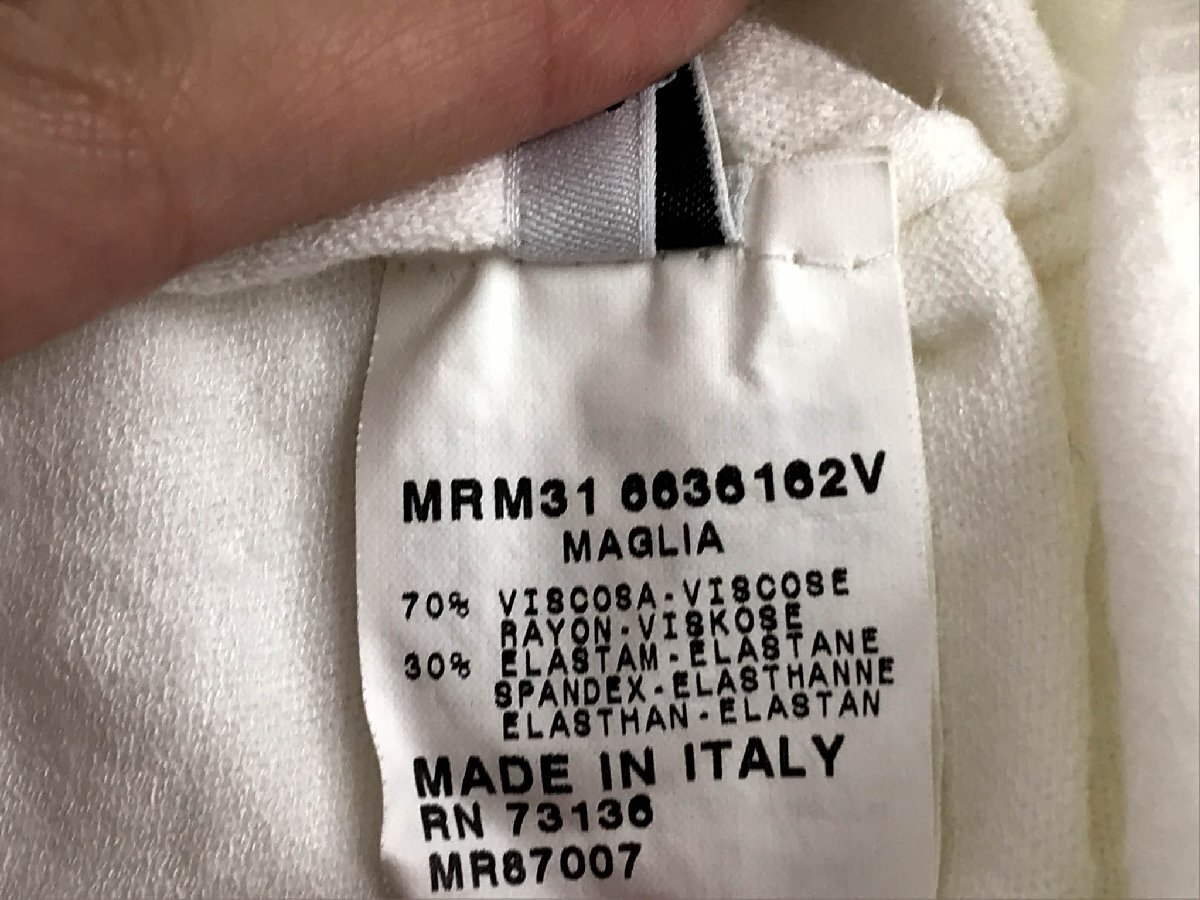 MRM31 6636162V
MAGLIA
70% VISCOSA-VISCOSE
RAYON-VISKOSE
30% ELASTAM-ELASTANE
SPANDEX-ELASTHANNE
ELASTHAN-ELASTAN
MADE IN ITALY
RN 73136
MR67007